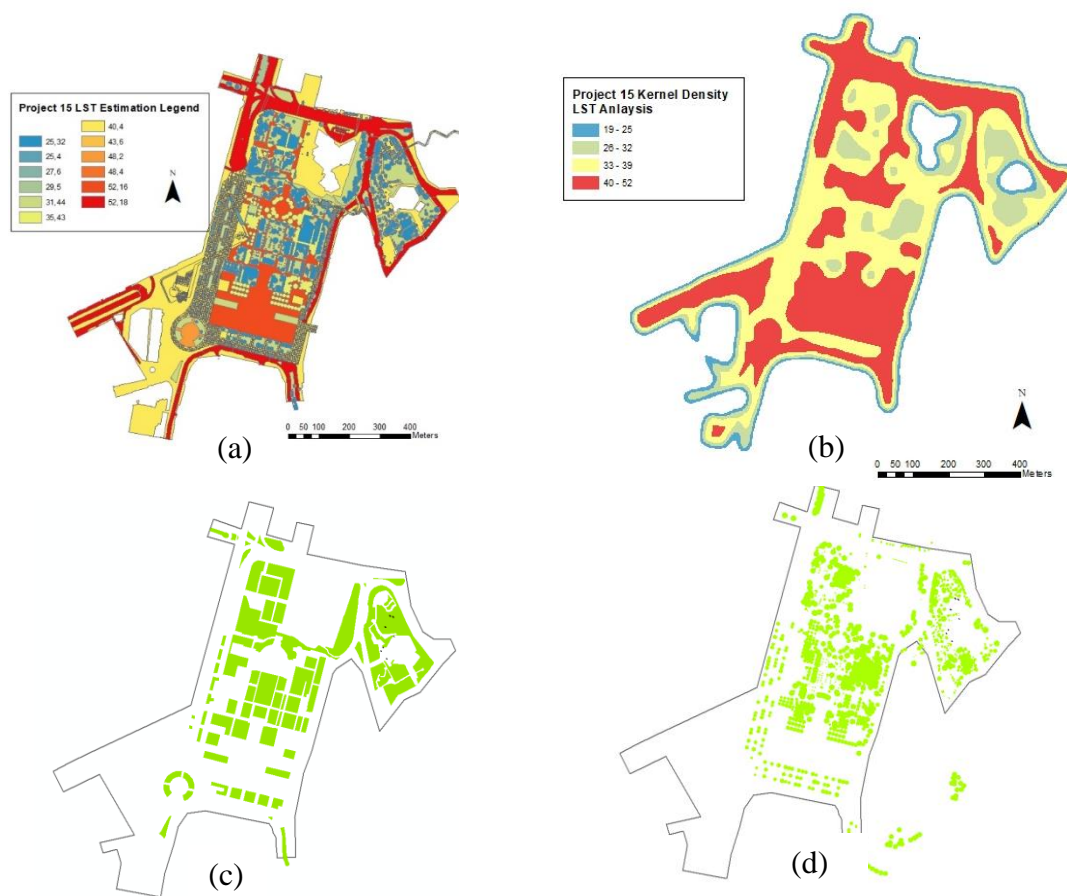 Project 15 LST Estimation Legend
40,4
25,32
43,6
25,4
48,2
27,6
48,4
29,5
52,16
31,44
52,18
35,43
N
0 50 100 200 300 400
Meters
(a)
Project 15 Kernel Density
LST Anlaysis
19 - 25
26 - 32
33 - 39
40 - 52
N
(b)
0 50 100 200 300 400
Meters
(c)
(d)